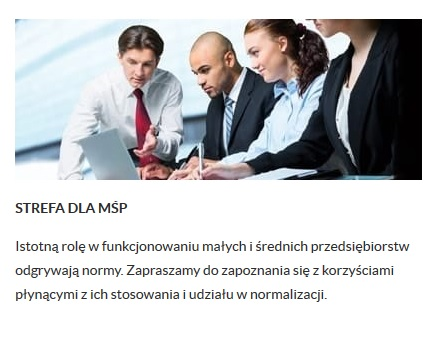 STREFA DLA MŚP
Istotną rolę w funkcjonowaniu małych i średnich przedsiębiorstw
odgrywają normy. Zapraszamy do zapoznania się z korzyściami
płynącymi z ich stosowania i udziału w normalizacji.